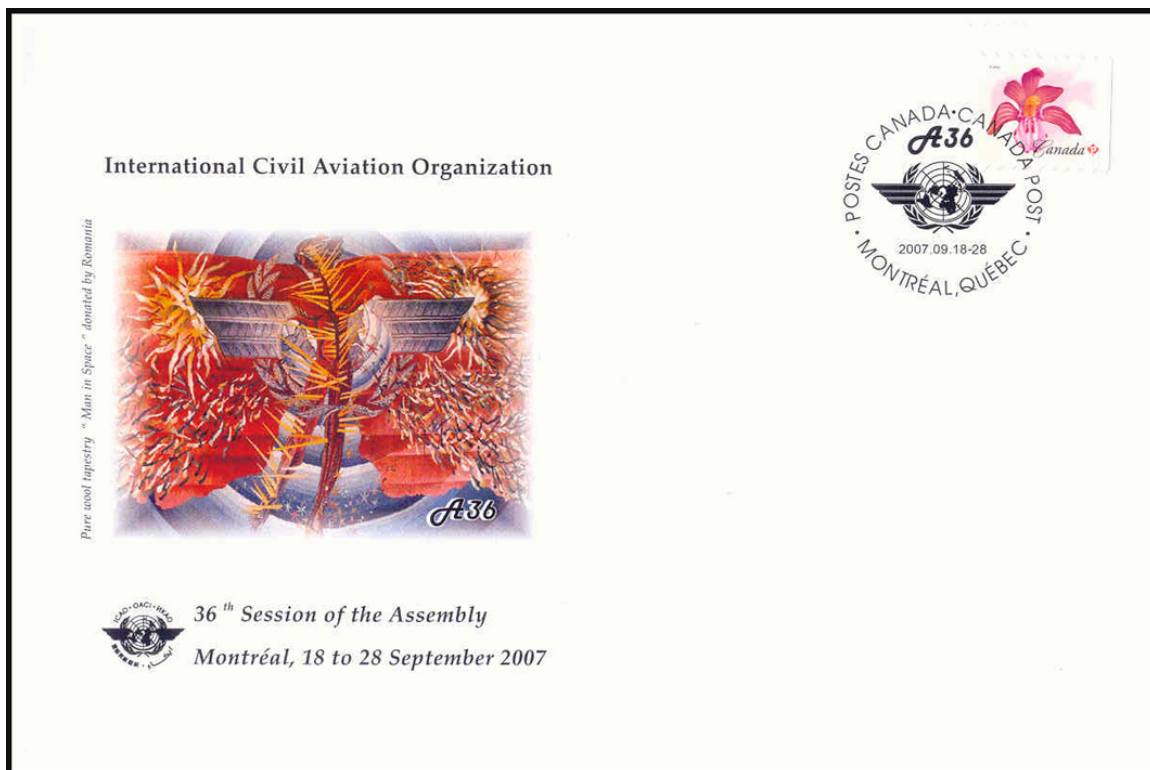 International Civil Aviation Organization
Pure wool tapestry “ Man in Space ” donated by Romania
A36
36 th Session of the Assembly
Montréal, 18 to 28 September 2007
ICAO • OACI • ИКАО
POSTES CANADA • CANADA POST
A36
2007.09.18-28
MONTRÉAL, QUÉBEC
Canada
P